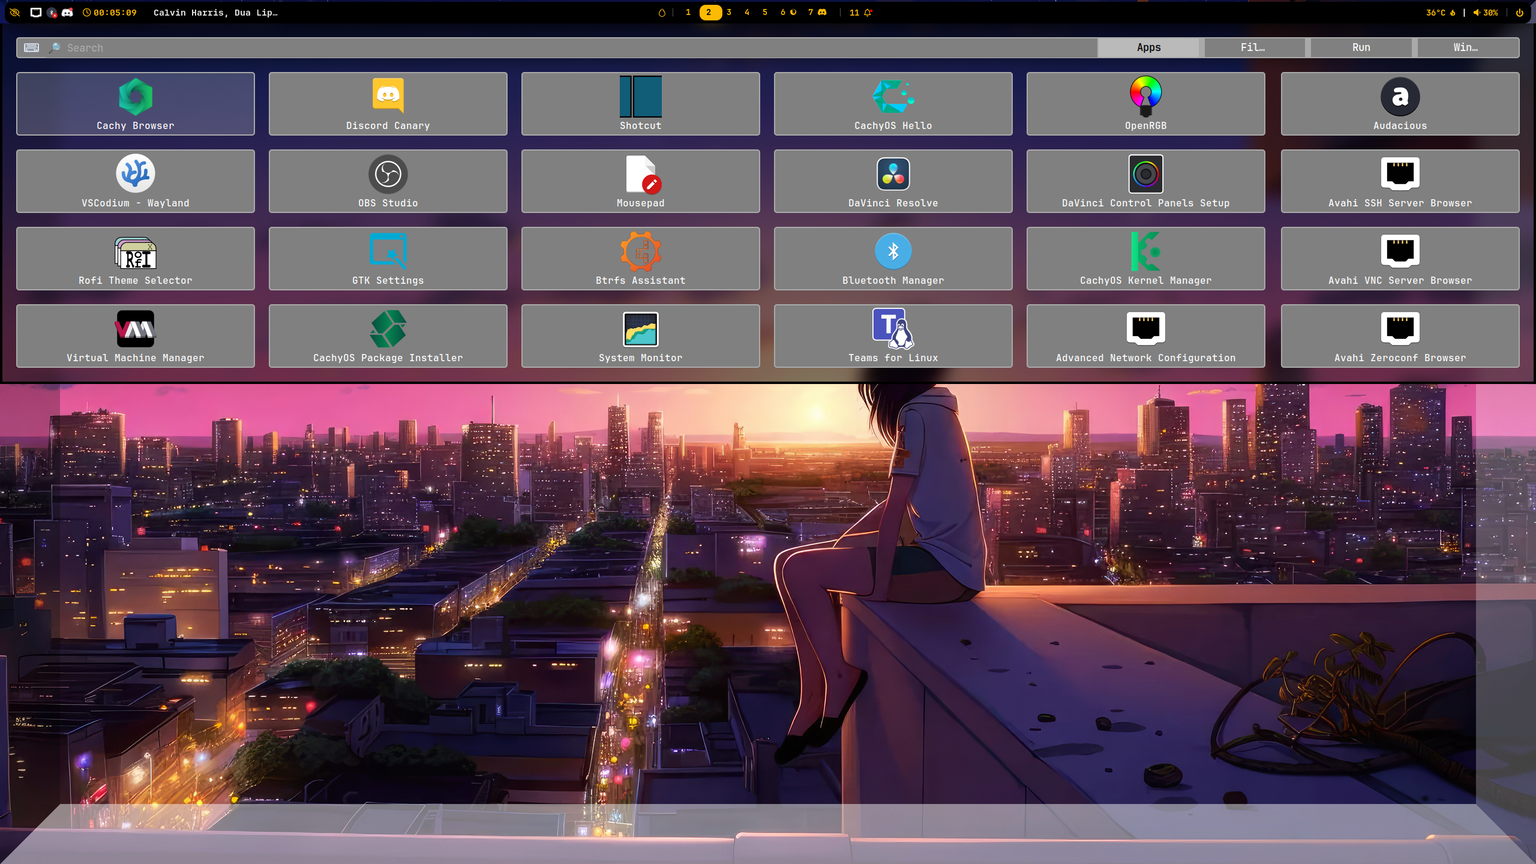 00:05:09 Calvin Harris, Dua Lip…
1 2 3 4 5 6 7 11
36°C | 30%
Search Apps Fil… Run Win…
Cachy Browser Discord Canary Shotcut CachyOS Hello OpenRGB Audacious
VSCodium - Wayland OBS Studio Mousepad DaVinci Resolve DaVinci Control Panels Setup Avahi SSH Server Browser
Rofi Theme Selector GTK Settings Btrfs Assistant Bluetooth Manager CachyOS Kernel Manager Avahi VNC Server Browser
Virtual Machine Manager CachyOS Package Installer System Monitor Teams for Linux Advanced Network Configuration Avahi Zeroconf Browser